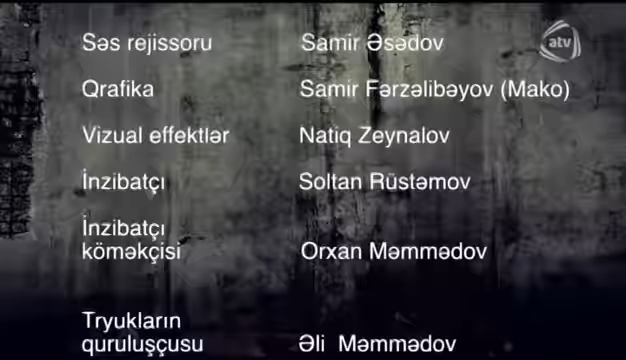 Səs rejissoru Samir Əsədov
atv
Qrafika Samir Fərzəlibəyov (Mako)
Vizual effektlər Natiq Zeynalov
İnzibatçı Soltan Rüstəmov
İnzibatçı
köməkçisi Orxan Məmmədov
Tryukların
quruluşçusu Əli Məmmədov